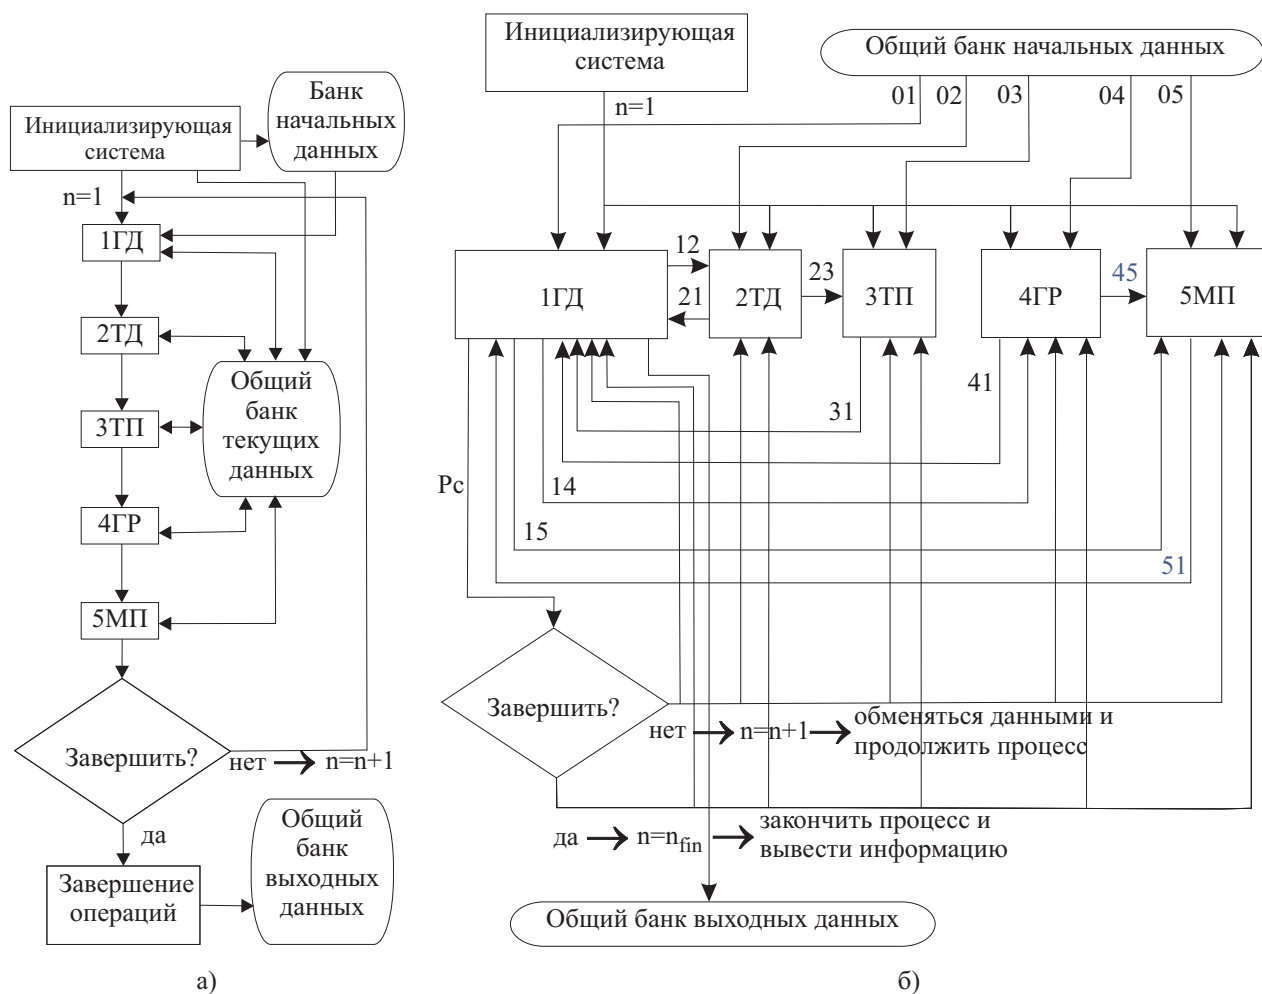 Инициализирующая
система
Банк
начальных
данных
n=1
1ГД
2ТД
3ТП
4ГР
5МП
Общий
банк
текущих
данных
Завершить?
нет → n=n+1
да
Завершение
операций
Общий
банк
выходных
данных
а)
Инициализирующая
система
Общий банк начальных данных
n=1
01
02
03
04
05
1ГД
12
21
2ТД
23
3ТП
4ГР
45
5МП
31
41
Pc
14
15
51
Завершить?
нет → n=n+1 → обменяться данными и
продолжить процесс
да → n=nfin → закончить процесс и
вывести информацию
Общий банк выходных данных
б)